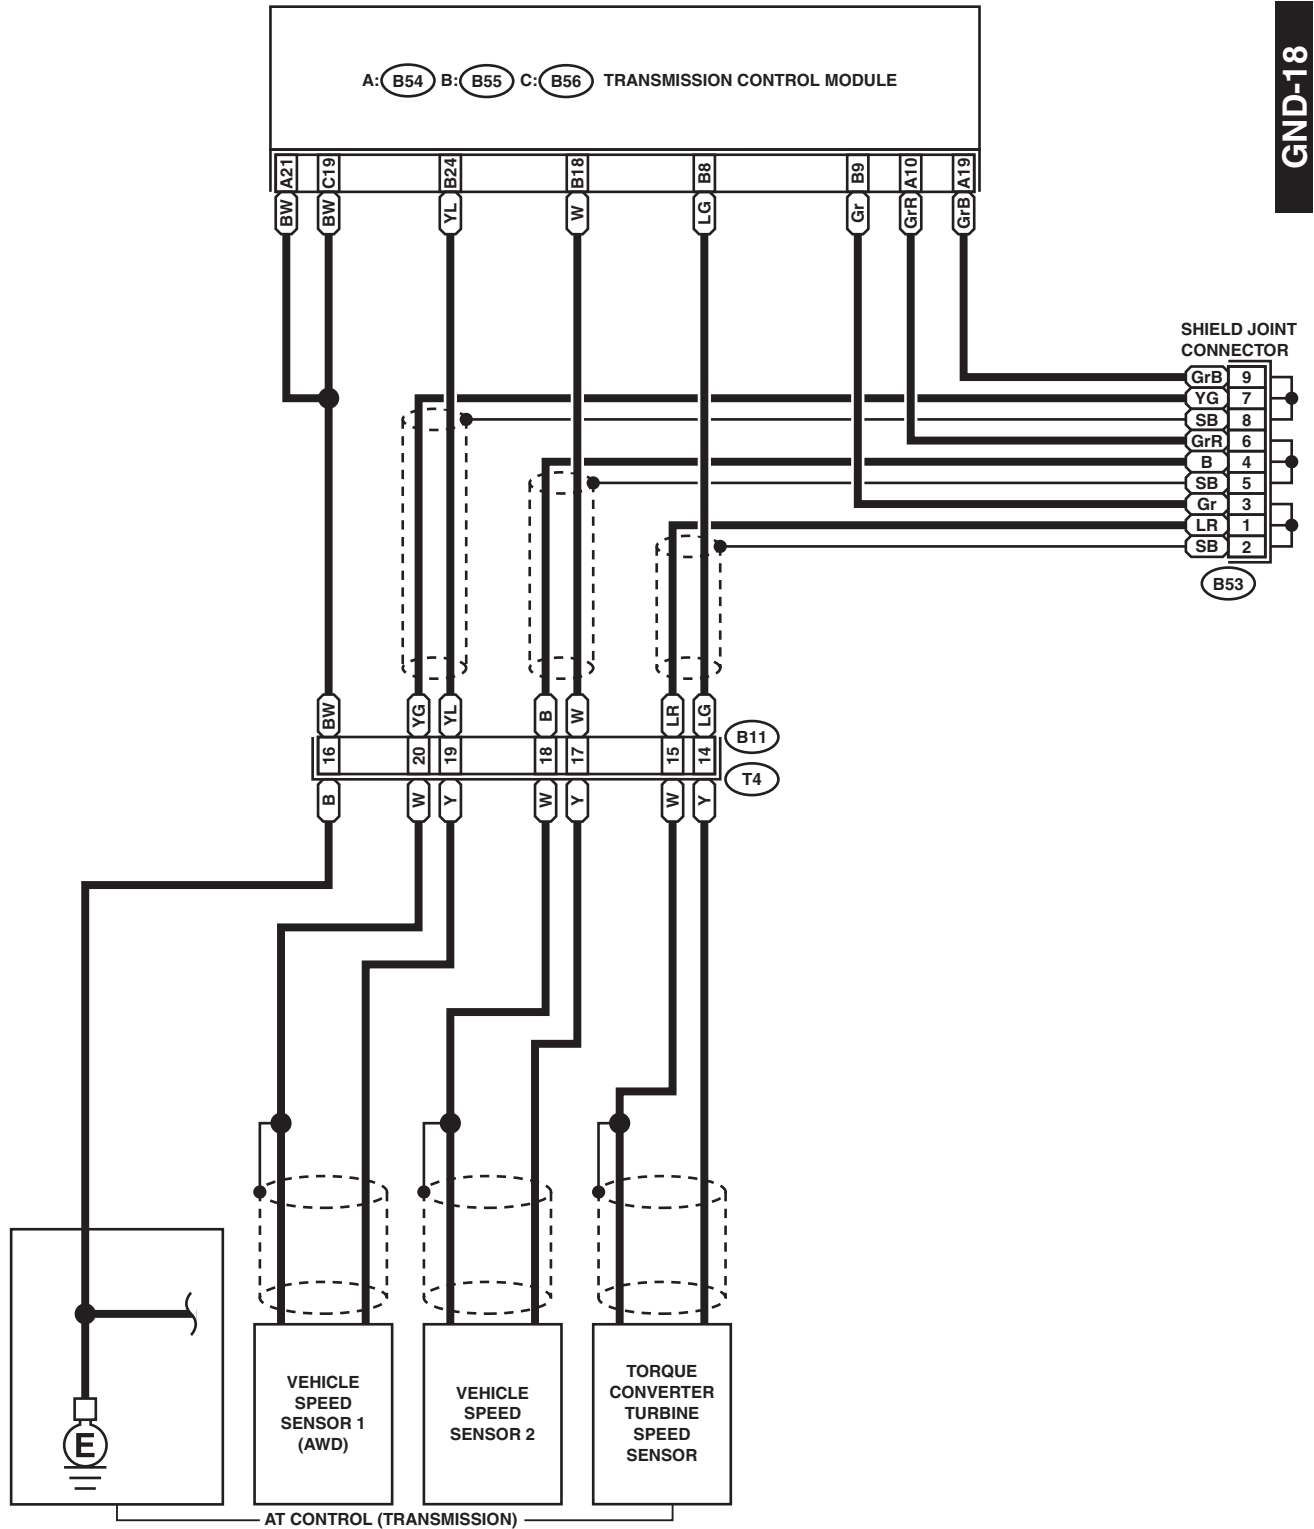 GND-18
A: B54 B: B55 C: B56 TRANSMISSION CONTROL MODULE
A21 C19 B24 B18 B8 B9 A10 A19
BW BW YL W LG Gr GrR GrB
SHIELD JOINT
CONNECTOR
GrB 9
YG 7
SB 8
GrR 6
B 4
SB 5
Gr 3
LR 1
SB 2
B53
BW YG YL B W LR LG
B11
16 20 19 18 17 15 14
T4
B W Y W Y W Y
E
VEHICLE
SPEED
SENSOR 1
(AWD)
VEHICLE
SPEED
SENSOR 2
TORQUE
CONVERTER
TURBINE
SPEED
SENSOR
AT CONTROL (TRANSMISSION)